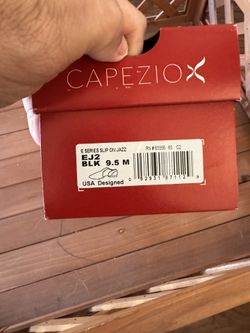 CAPEZIO
E SERIES SLIP ON JAZZ
EJ2
BLK 9.5 M
USA Designed